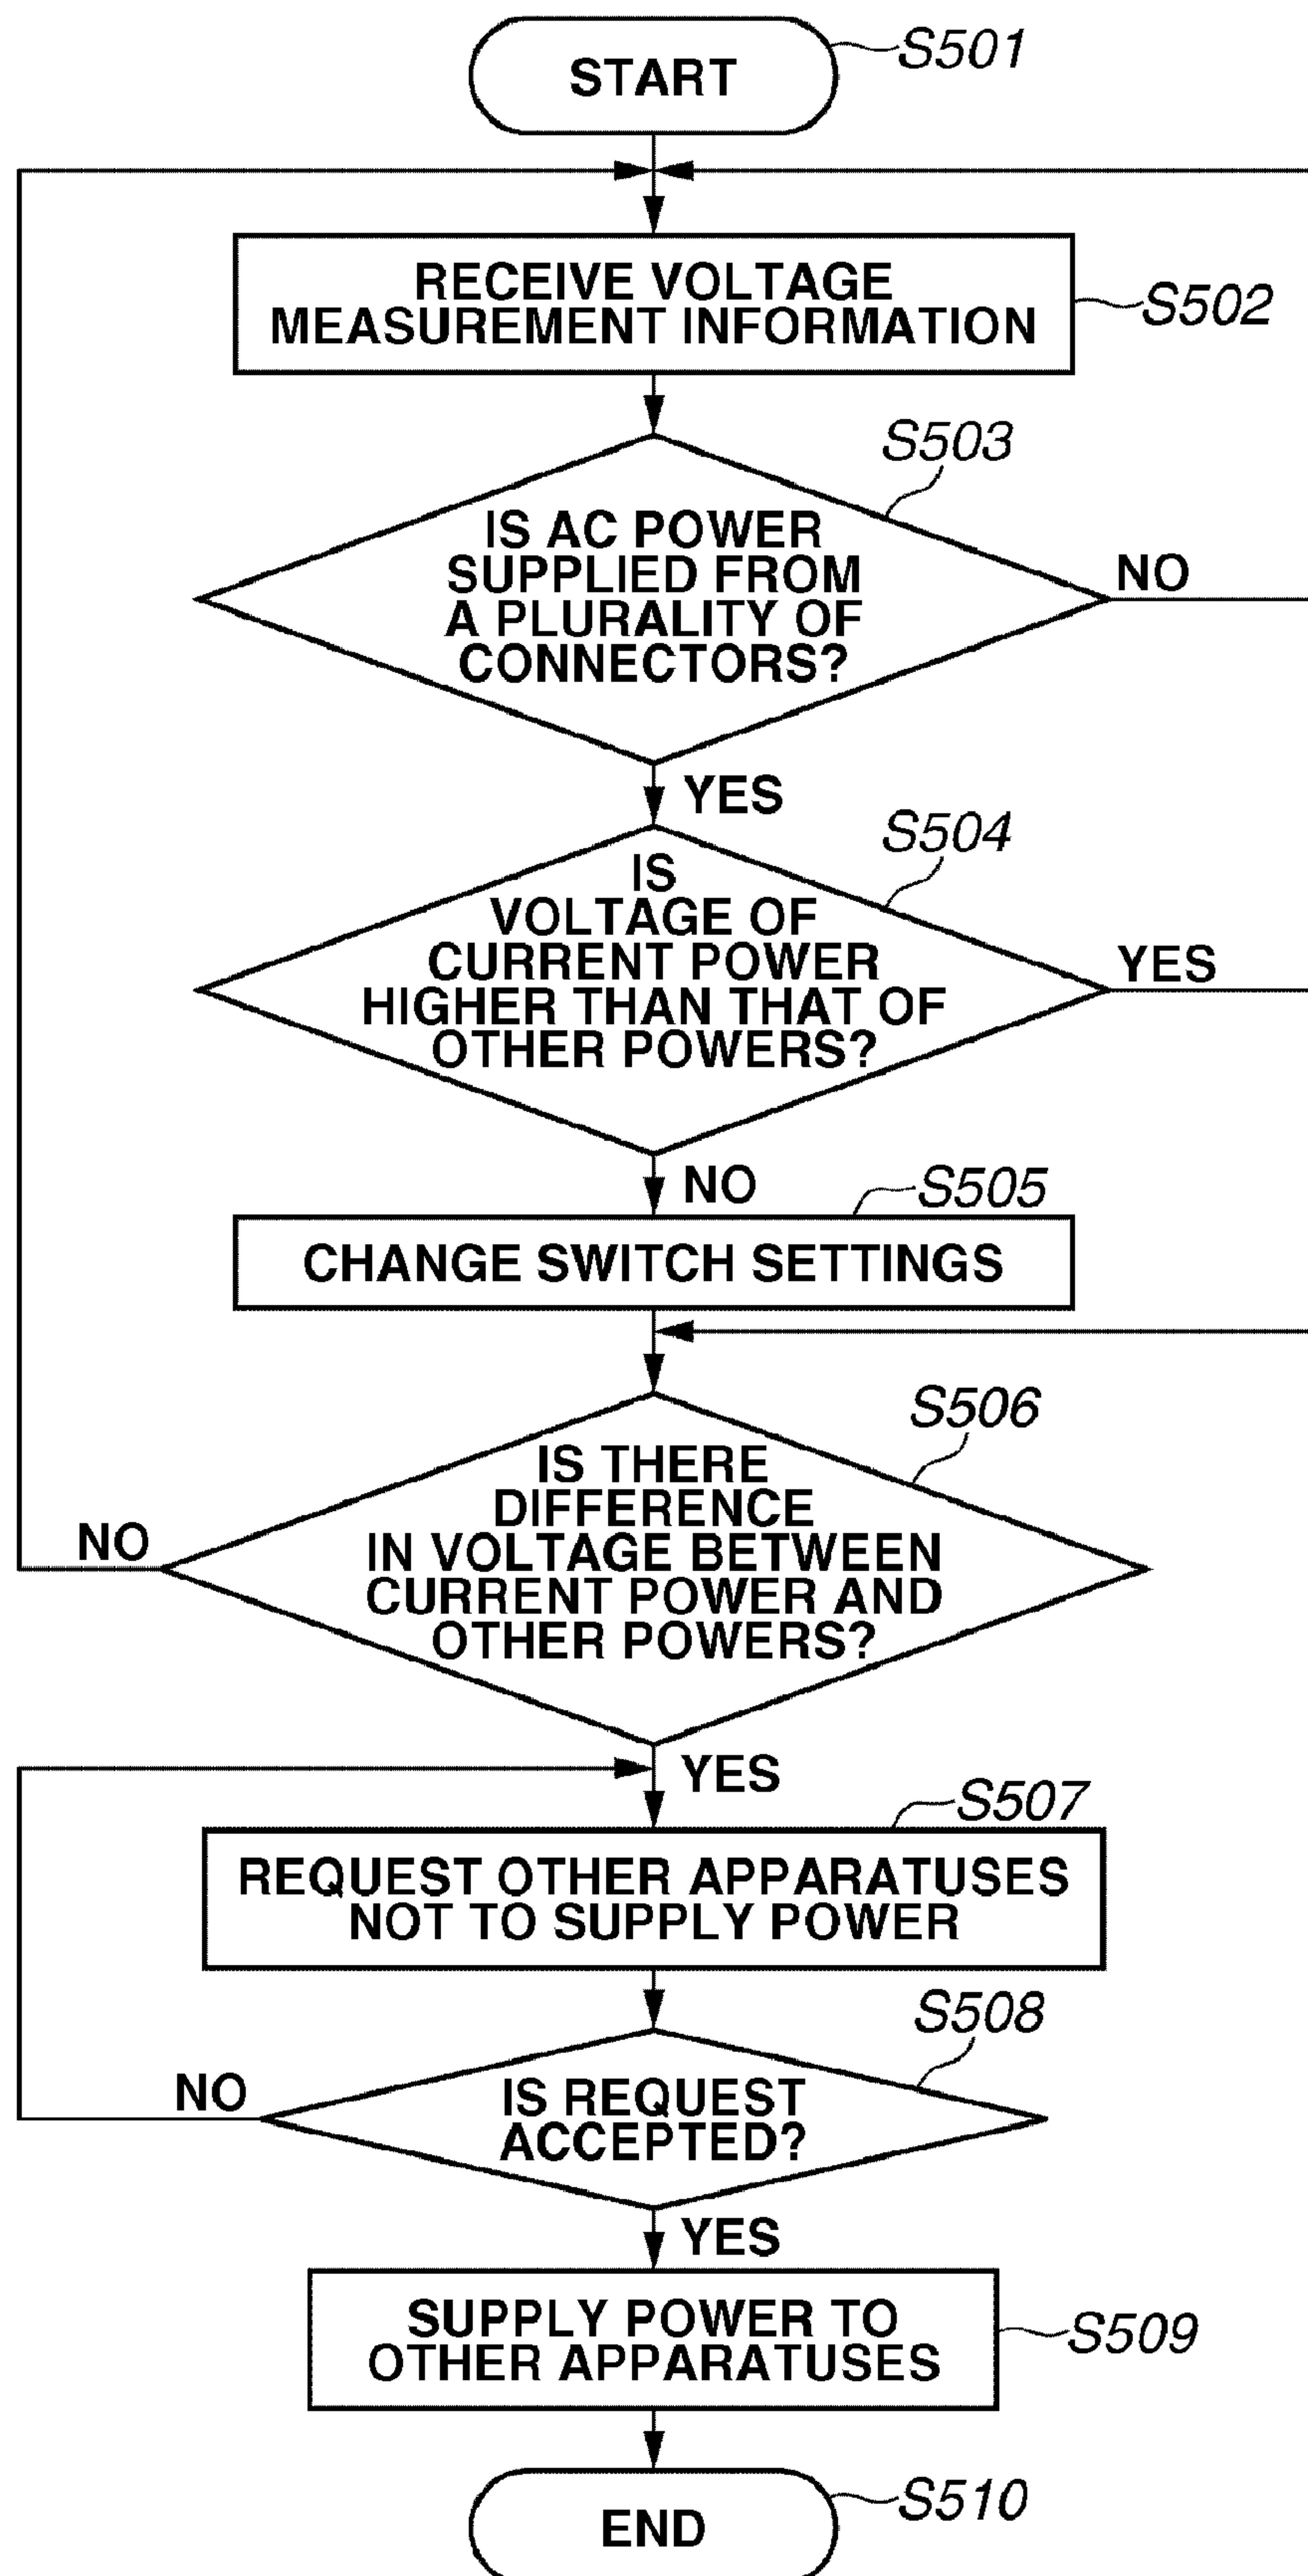 START
S501
RECEIVE VOLTAGE
MEASUREMENT INFORMATION
S502
S503
IS AC POWER
SUPPLIED FROM
A PLURALITY OF
CONNECTORS?
NO
YES
S504
IS
VOLTAGE OF
CURRENT POWER
HIGHER THAN THAT OF
OTHER POWERS?
YES
NO
S505
CHANGE SWITCH SETTINGS
S506
IS THERE
DIFFERENCE
IN VOLTAGE BETWEEN
CURRENT POWER AND
OTHER POWERS?
NO
YES
S507
REQUEST OTHER APPARATUSES
NOT TO SUPPLY POWER
S508
IS REQUEST
ACCEPTED?
NO
YES
SUPPLY POWER TO
OTHER APPARATUSES
S509
END
S510